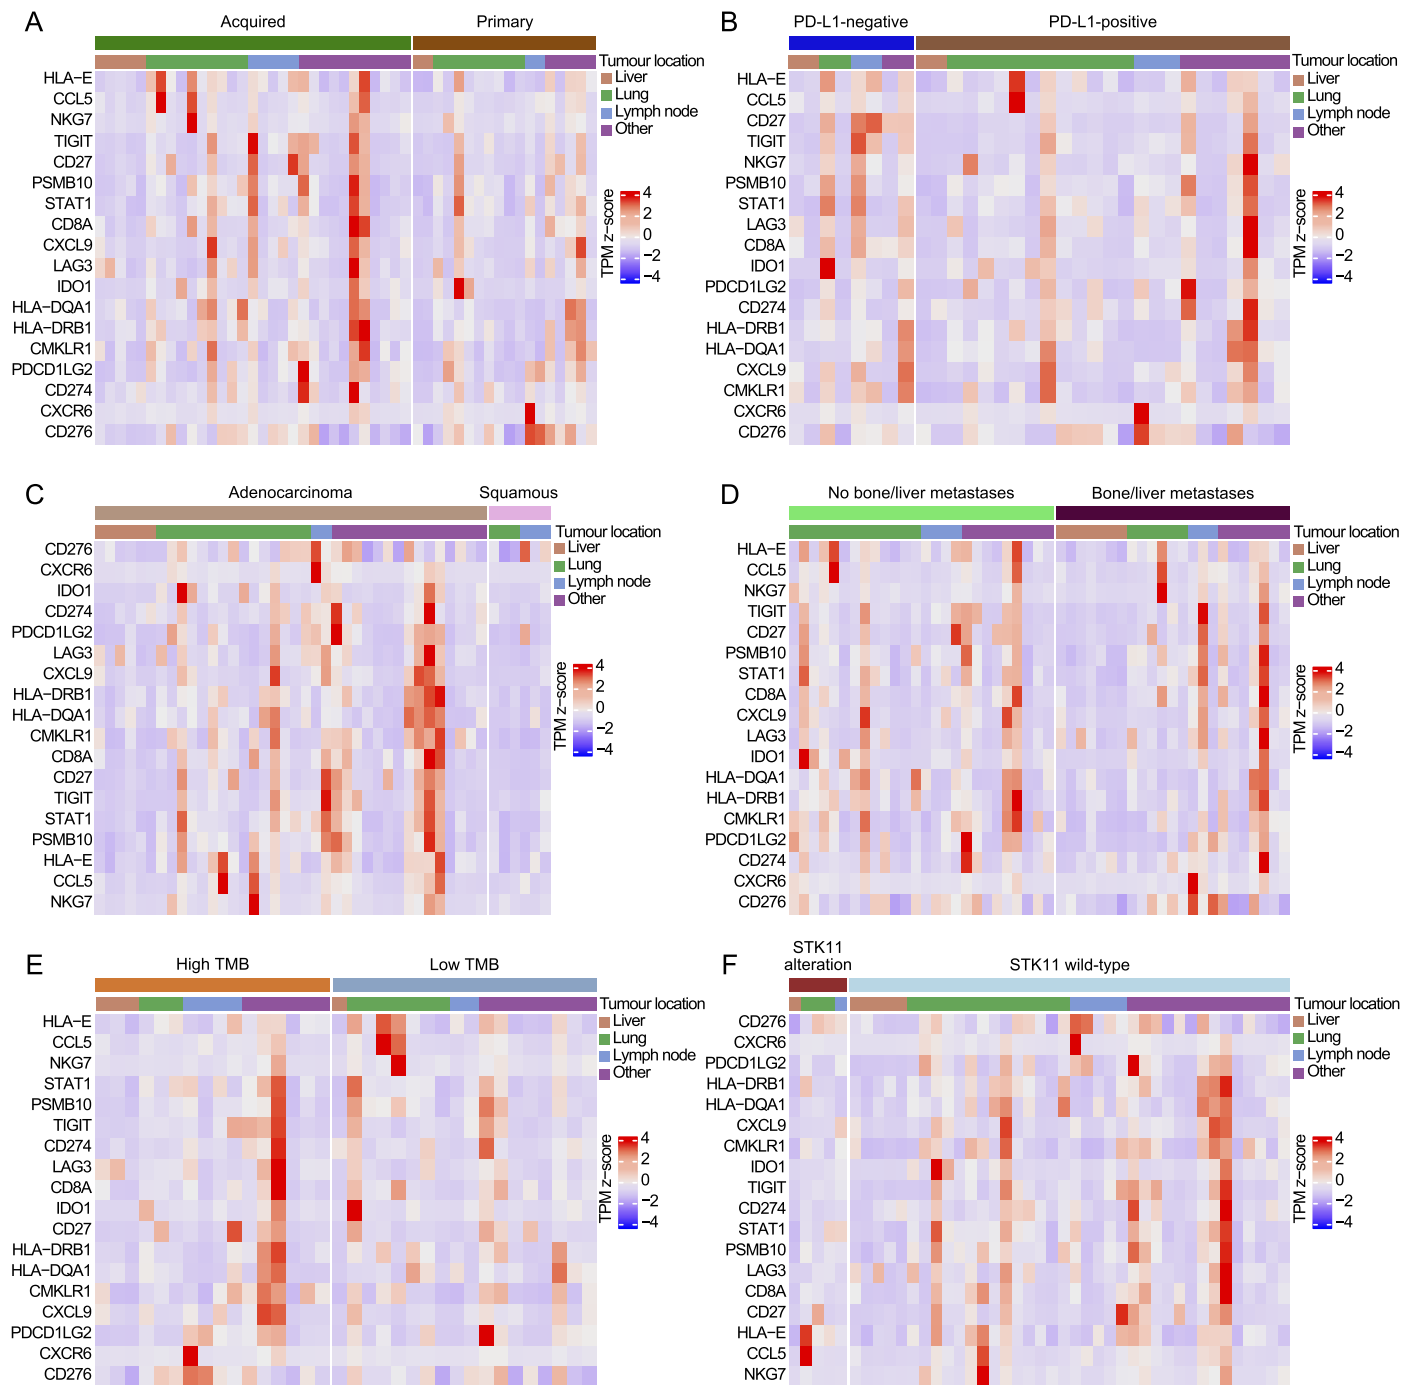 A
Acquired
Primary
Tumour location
Liver
Lung
Lymph node
Other
HLA−E
CCL5
NKG7
TIGIT
CD27
PSMB10
STAT1
CD8A
CXCL9
LAG3
IDO1
HLA−DQA1
HLA−DRB1
CMKLR1
PDCD1LG2
CD274
CXCR6
CD276
TPM z−score
4
2
0
−2
−4
B
PD-L1-negative
PD-L1-positive
Tumour location
Liver
Lung
Lymph node
Other
HLA−E
CCL5
CD27
TIGIT
NKG7
PSMB10
STAT1
LAG3
CD8A
IDO1
PDCD1LG2
CD274
HLA−DRB1
HLA−DQA1
CXCL9
CMKLR1
CXCR6
CD276
TPM z−score
4
2
0
−2
−4
C
Adenocarcinoma
Squamous
Tumour location
Liver
Lung
Lymph node
Other
CD276
CXCR6
IDO1
CD274
PDCD1LG2
LAG3
CXCL9
HLA−DRB1
HLA−DQA1
CMKLR1
CD8A
CD27
TIGIT
STAT1
PSMB10
HLA−E
CCL5
NKG7
TPM z−score
4
2
0
−2
−4
D
No bone/liver metastases
Bone/liver metastases
Tumour location
Liver
Lung
Lymph node
Other
HLA−E
CCL5
NKG7
TIGIT
CD27
PSMB10
STAT1
CD8A
CXCL9
LAG3
IDO1
HLA−DQA1
HLA−DRB1
CMKLR1
PDCD1LG2
CD274
CXCR6
CD276
TPM z−score
4
2
0
−2
−4
E
High TMB
Low TMB
Tumour location
Liver
Lung
Lymph node
Other
HLA−E
CCL5
NKG7
STAT1
PSMB10
TIGIT
CD274
LAG3
CD8A
IDO1
CD27
HLA−DRB1
HLA−DQA1
CMKLR1
CXCL9
PDCD1LG2
CXCR6
CD276
TPM z−score
4
2
0
−2
−4
F
STK11
alteration
STK11 wild-type
Tumour location
Liver
Lung
Lymph node
Other
CD276
CXCR6
PDCD1LG2
HLA−DRB1
HLA−DQA1
CXCL9
CMKLR1
IDO1
TIGIT
CD274
STAT1
PSMB10
LAG3
CD8A
CD27
HLA−E
CCL5
NKG7
TPM z−score
4
2
0
−2
−4